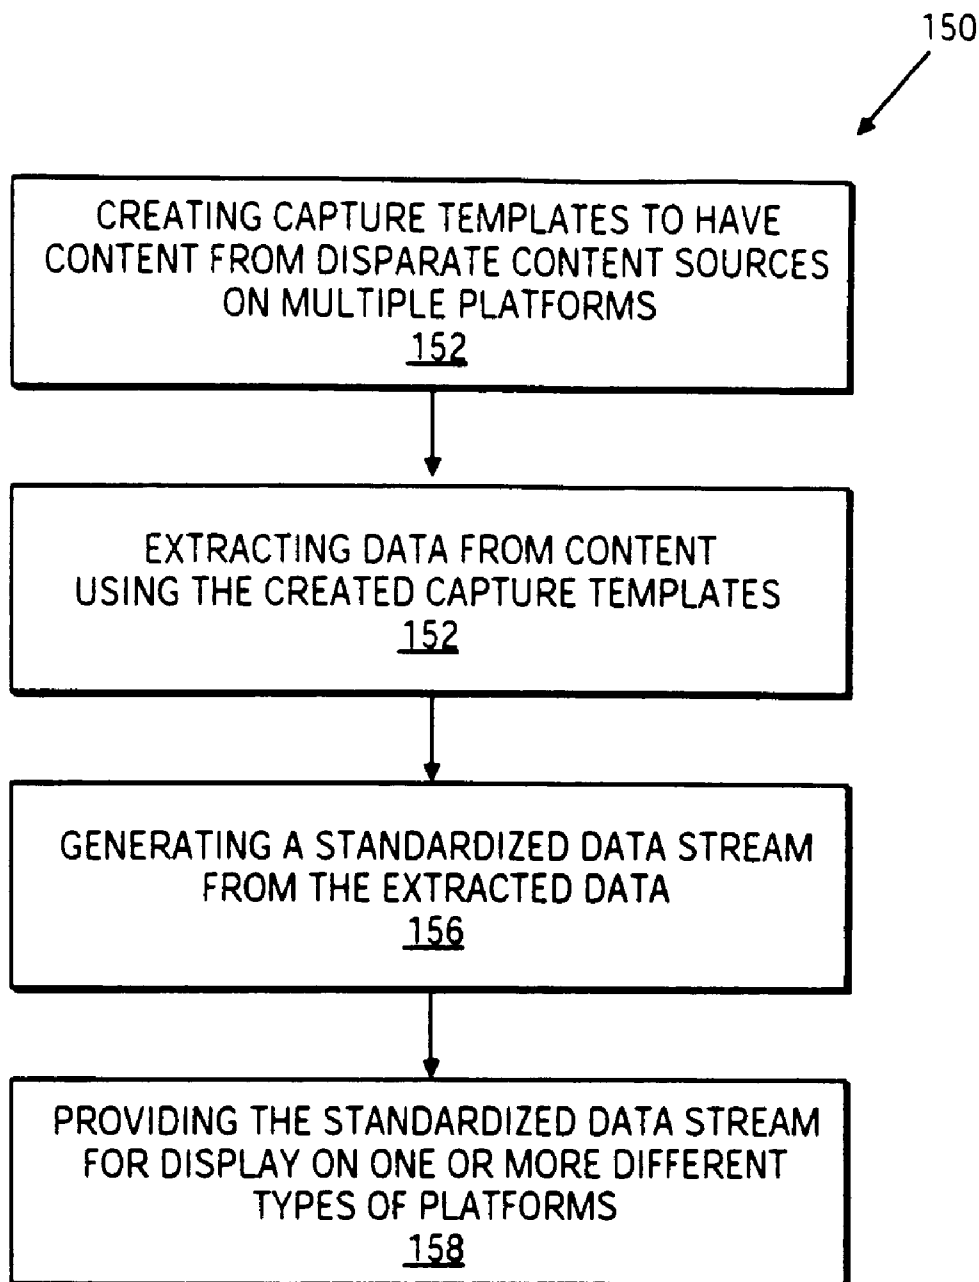 150
CREATING CAPTURE TEMPLATES TO HAVE
CONTENT FROM DISPARATE CONTENT SOURCES
ON MULTIPLE PLATFORMS
152
EXTRACTING DATA FROM CONTENT
USING THE CREATED CAPTURE TEMPLATES
152
GENERATING A STANDARDIZED DATA STREAM
FROM THE EXTRACTED DATA
156
PROVIDING THE STANDARDIZED DATA STREAM
FOR DISPLAY ON ONE OR MORE DIFFERENT
TYPES OF PLATFORMS
158